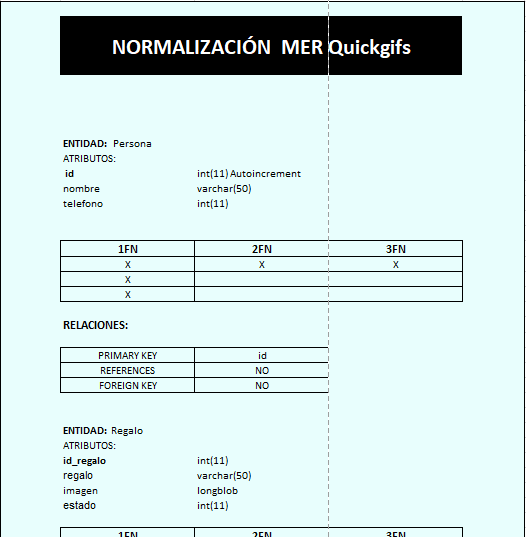 NORMALIZACIÓN MER Quickgifs
ENTIDAD: Persona
ATRIBUTOS:
id int(11) Autoincrement
nombre varchar(50)
telefono int(11)
1FN 2FN 3FN
X X X
X
X
RELACIONES:
PRIMARY KEY id
REFERENCES NO
FOREIGN KEY NO
ENTIDAD: Regalo
ATRIBUTOS:
id_regalo int(11)
regalo varchar(50)
imagen longblob
estado int(11)
1FN 2FN 3FN